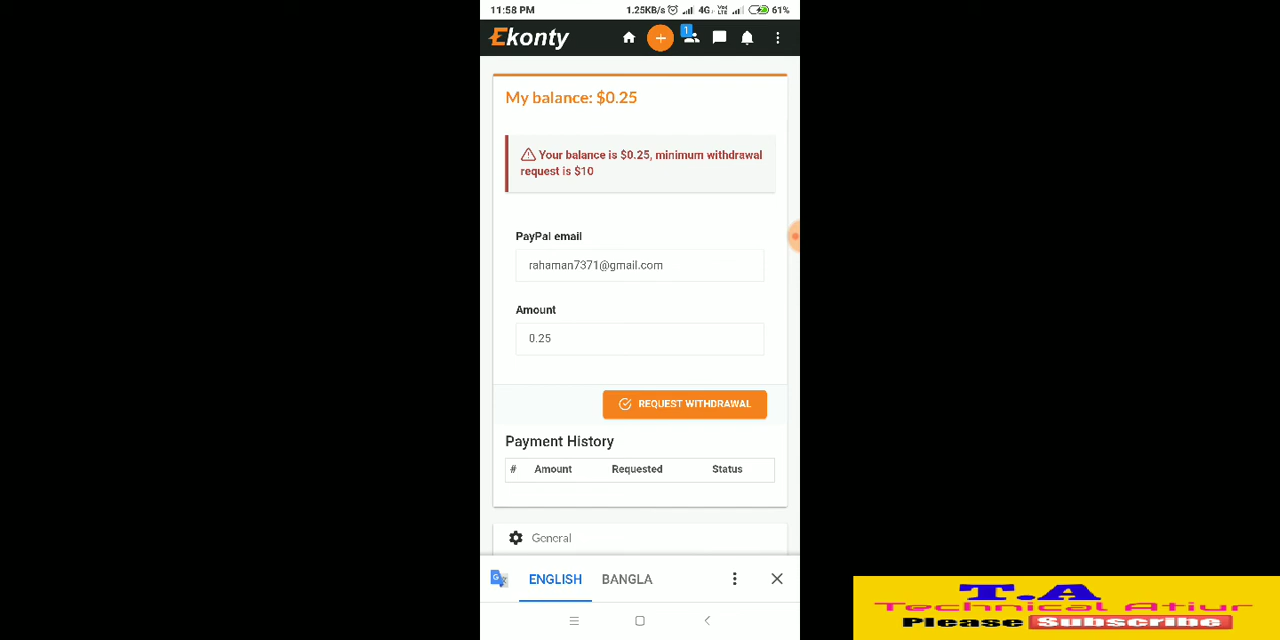 11:58 PM 1.25KB/s 4G 61%
Ekonty 1
My balance: $0.25
Your balance is $0.25, minimum withdrawal
request is $10
PayPal email
rahaman7371@gmail.com
Amount
0.25
REQUEST WITHDRAWAL
Payment History
# Amount Requested Status
General
ENGLISH BANGLA
T.A
Technical Atiur
Please Subscribe